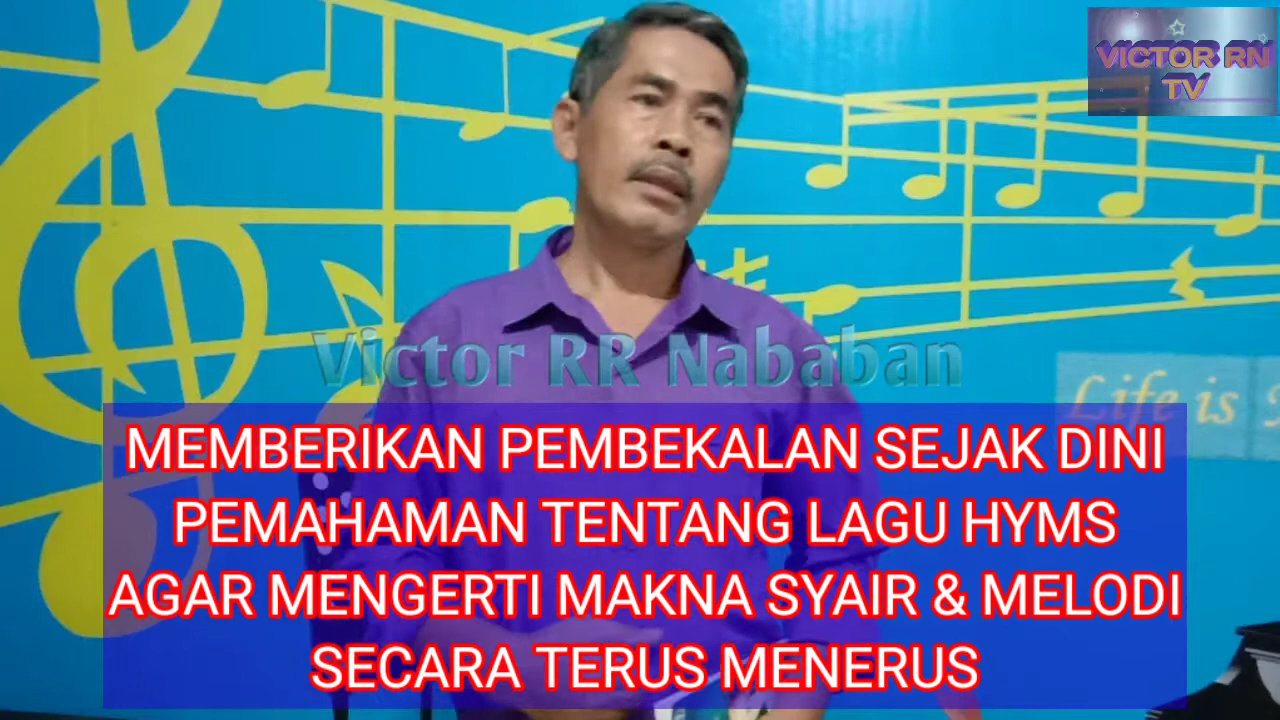 VICTOR RN
TV
Victor RR Nababan
Life is
MEMBERIKAN PEMBEKALAN SEJAK DINI
PEMAHAMAN TENTANG LAGU HYMS
AGAR MENGERTI MAKNA SYAIR & MELODI
SECARA TERUS MENERUS